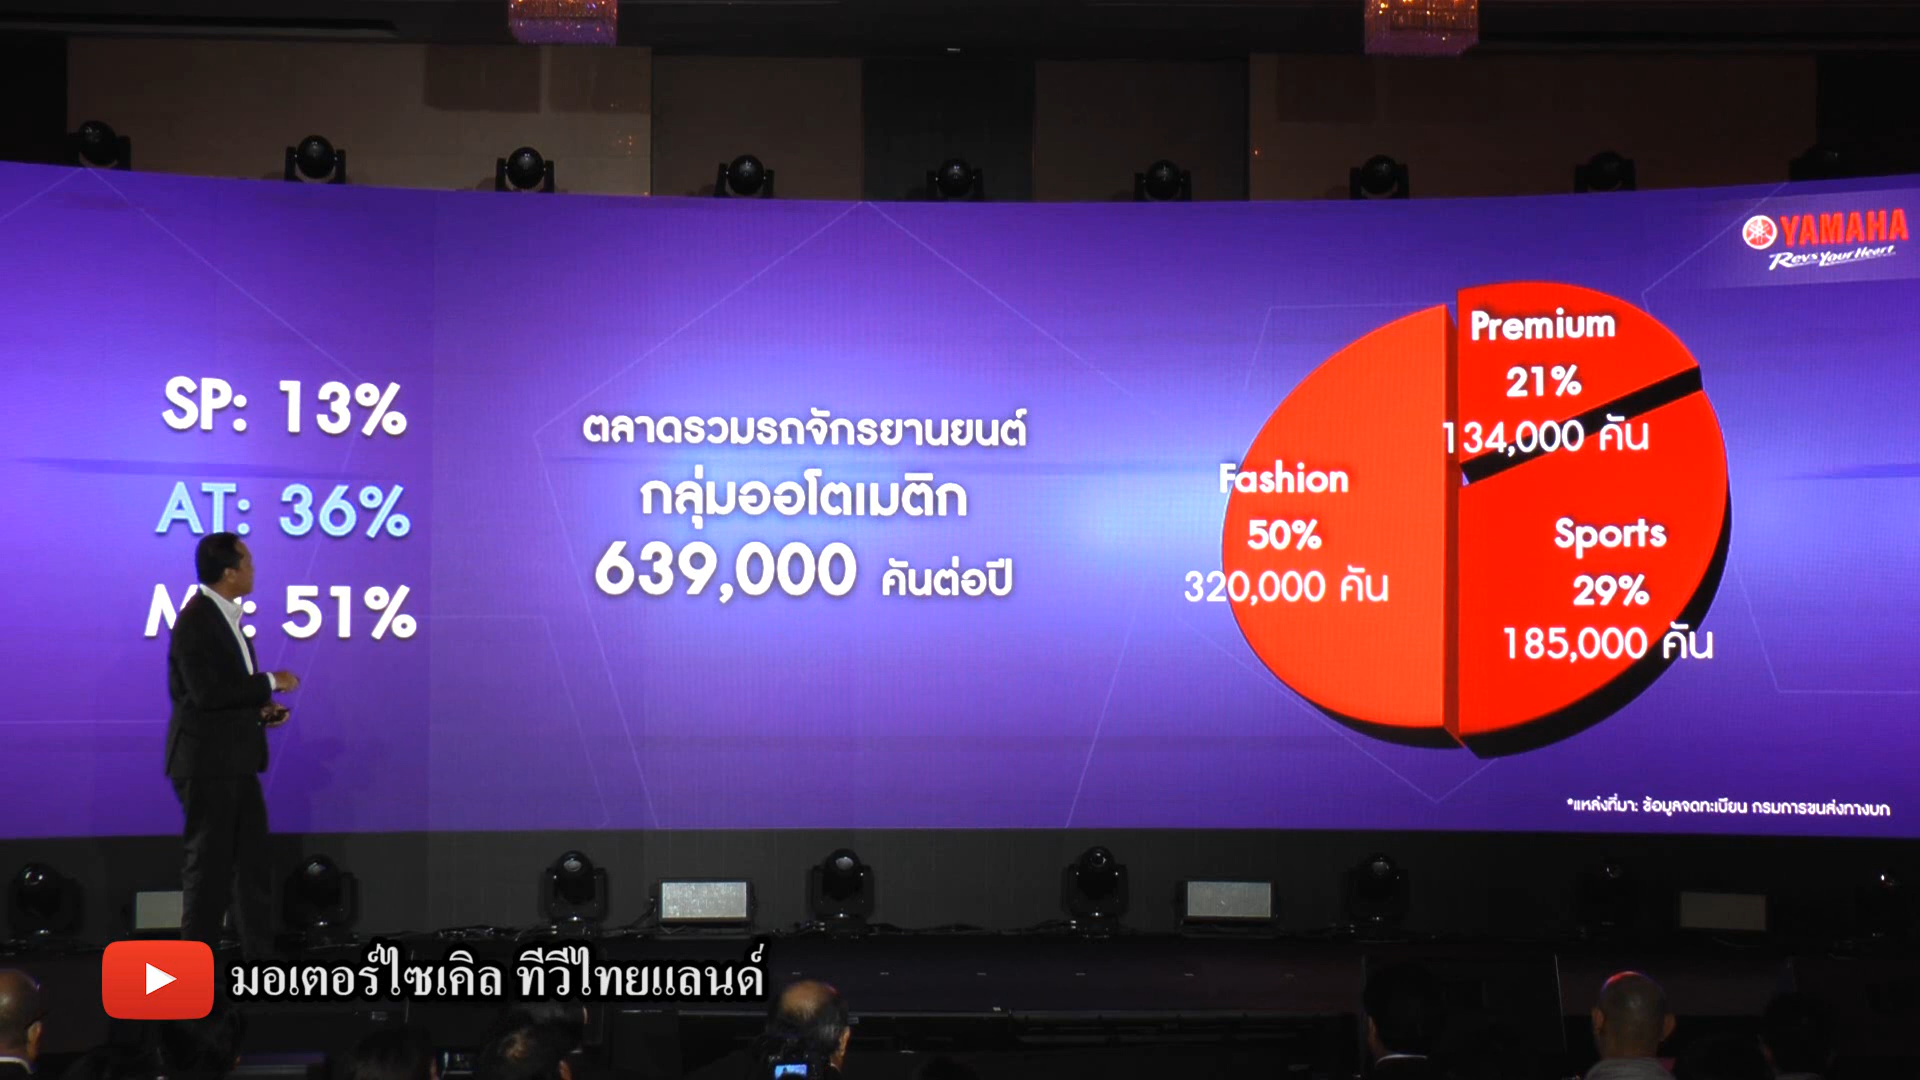 YAMAHA
Revs Your Heart
SP: 13%
AT: 36%
: 51%
ตลาดรวมรถจักรยานยนต์
กลุ่มออโตเมติก
639,000 คันต่อปี
Premium
21%
134,000 คัน
Fashion
50%
320,000 คัน
Sports
29%
185,000 คัน
*แหล่งที่มา: ข้อมูลจดทะเบียน กรมการขนส่งทางบก
มอเตอร์ไซเคิล ทีวีไทยแลนด์